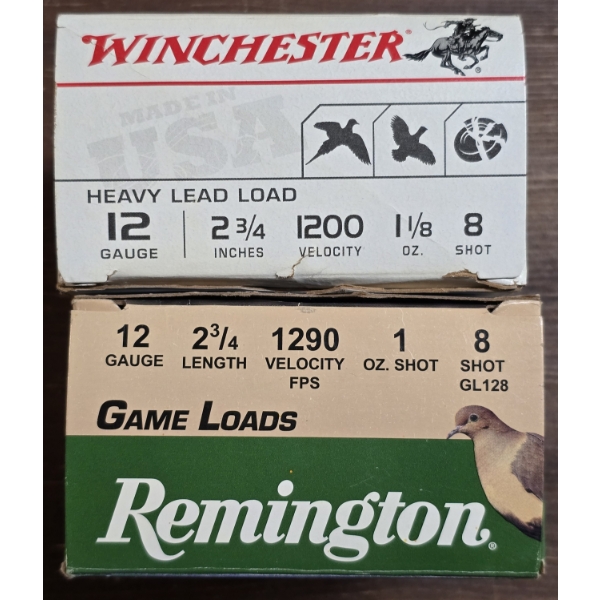 WINCHESTER®
MADE IN
USA
HEAVY LEAD LOAD
12 2 3/4 1200 1 1/8 8
GAUGE INCHES VELOCITY OZ. SHOT
12 2 3/4 1290 1 8
GAUGE LENGTH VELOCITY OZ. SHOT SHOT
FPS GL128
GAME LOADS
Remington®